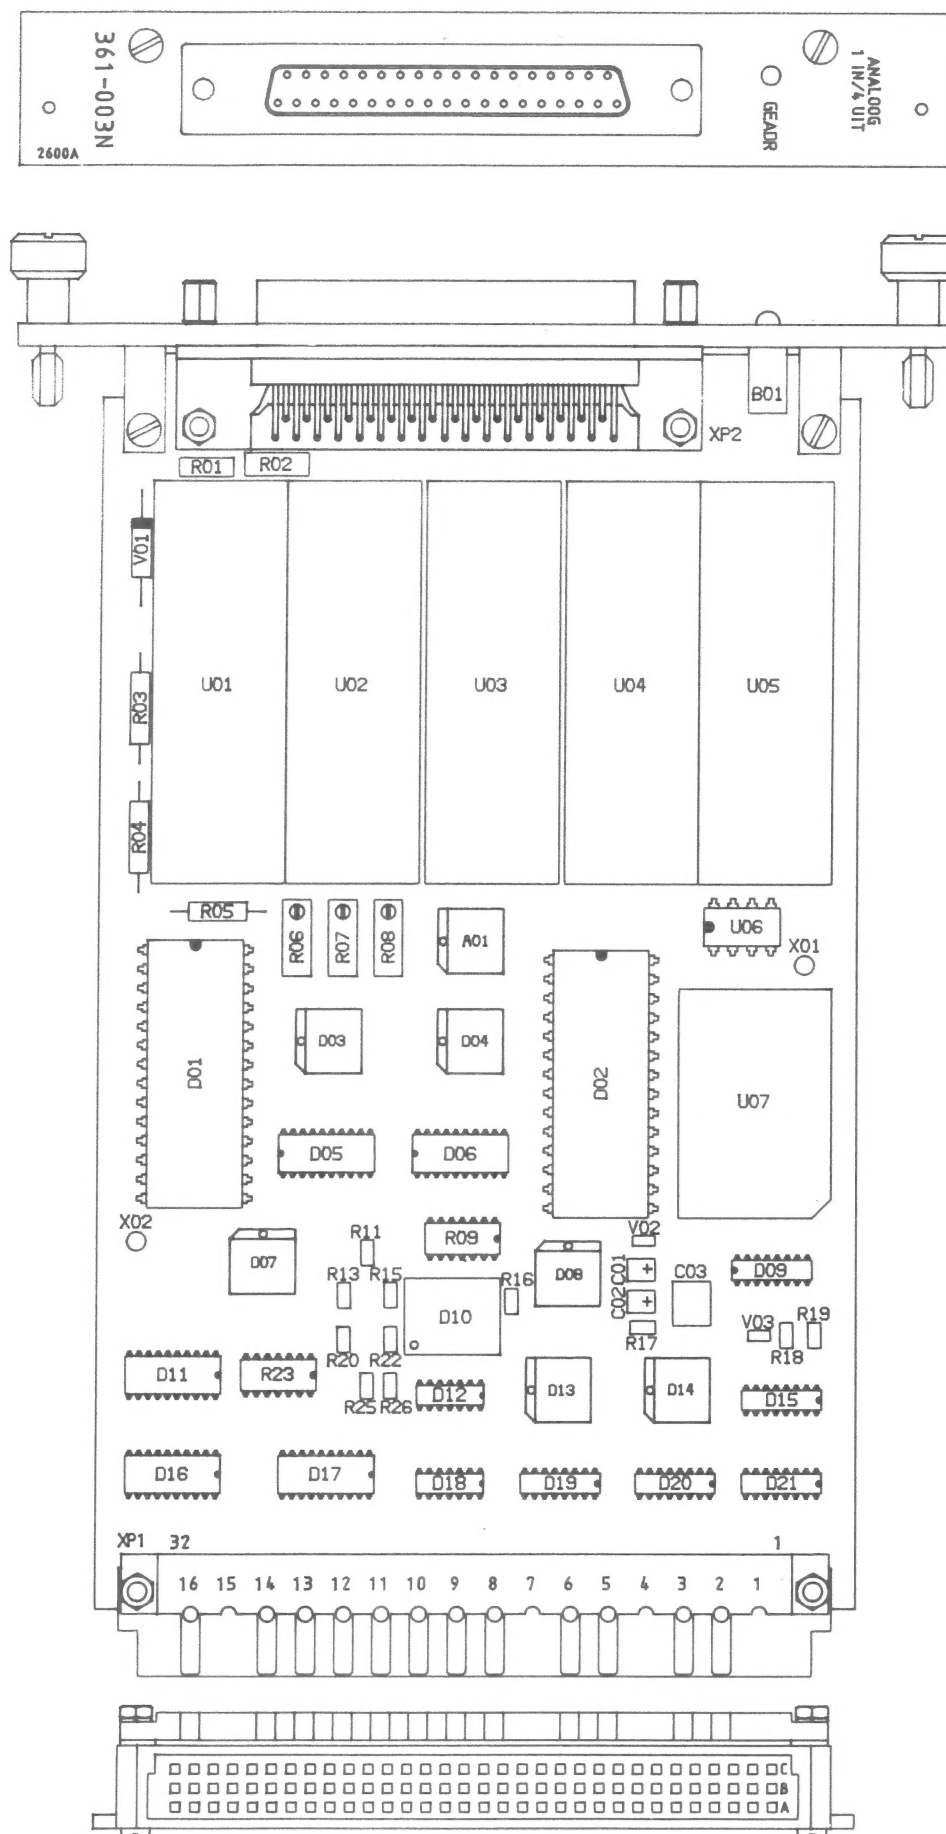 361-003N
2600A
GEADR
ANALOOG
1 IN/4 UIT
B01
XP2
R01 R02
V01
U01 U02 U03 U04 U05
R03
R04
R05 R06 R07 R08 A01 U06
X01
D03 D04
D01 D02 U07
D05 D06
X02 R11 R09 V02
D07 D08 C01 C03 D09
R13 R15 R16
D10 C02 V03 R19
R20 R22 R17 R18
D11 R23 D12 D13 D14 D15
R25 R26
D16 D17 D18 D19 D20 D21
XP1 32 1
16 15 14 13 12 11 10 9 8 7 6 5 4 3 2 1
C
B
A